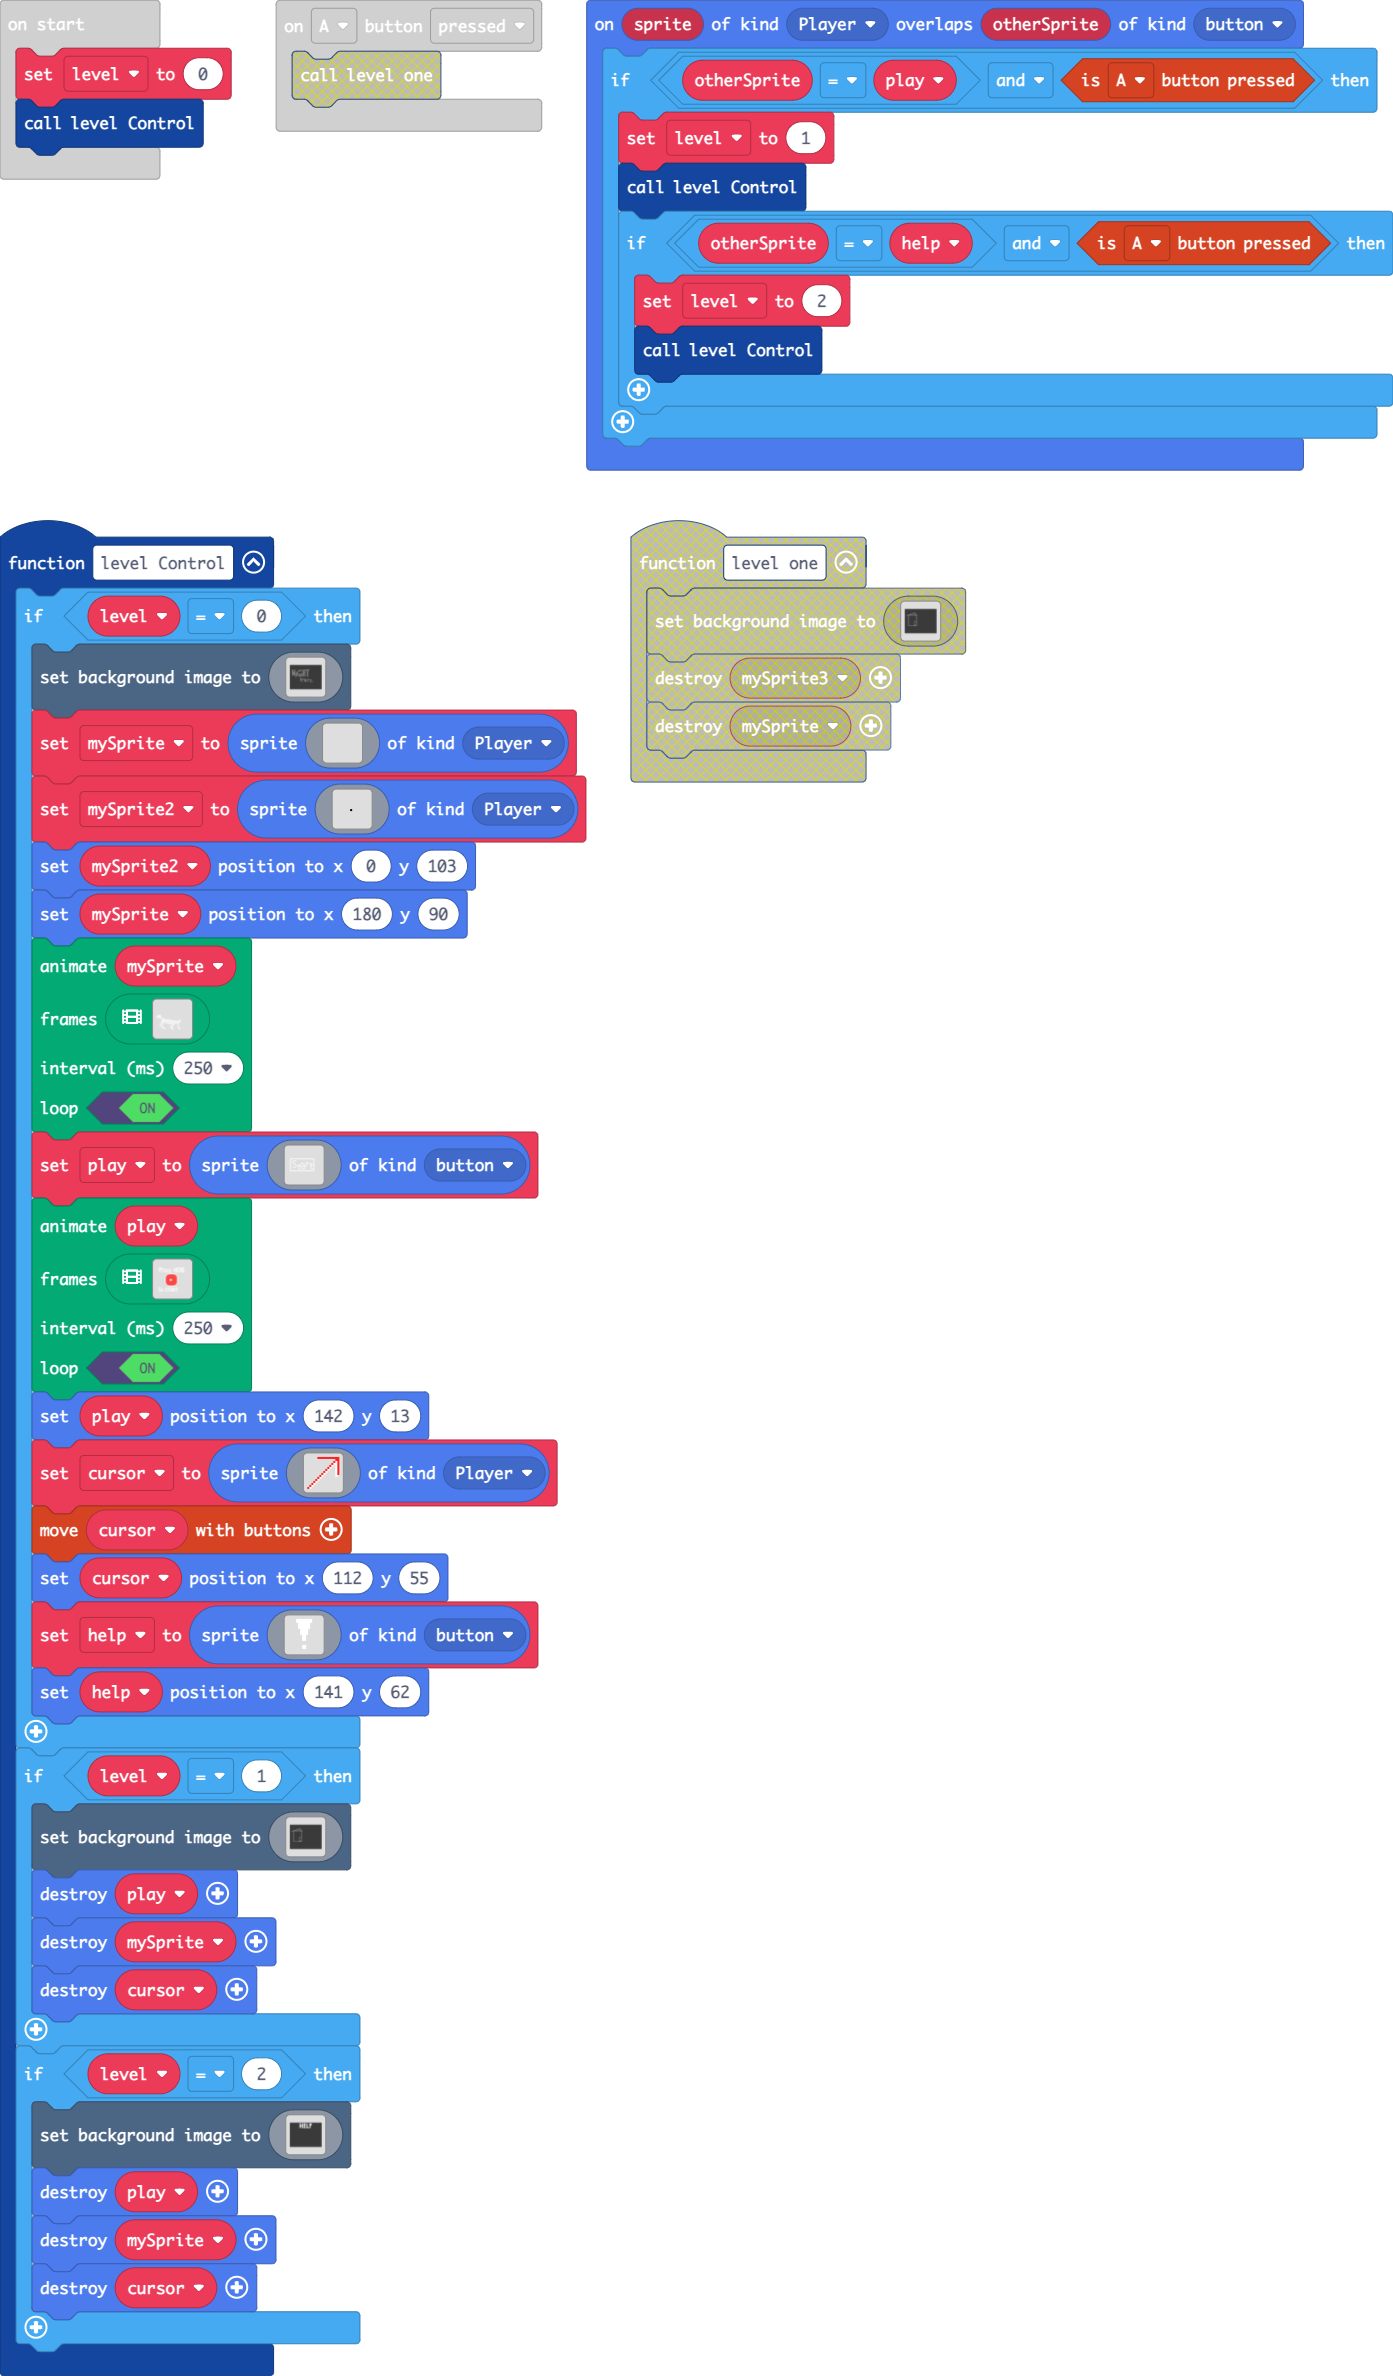 on start
set level to 0
call level Control
on A button pressed
call level one
on sprite of kind Player overlaps otherSprite of kind button
if otherSprite = play and is A button pressed then
set level to 1
call level Control
if otherSprite = help and is A button pressed then
set level to 2
call level Control
function level Control
if level = 0 then
set background image to
set mySprite to sprite of kind Player
set mySprite2 to sprite of kind Player
set mySprite2 position to x 0 y 103
set mySprite position to x 180 y 90
animate mySprite
frames
interval (ms) 250
loop ON
set play to sprite of kind button
animate play
frames
interval (ms) 250
loop ON
set play position to x 142 y 13
set cursor to sprite of kind Player
move cursor with buttons
set cursor position to x 112 y 55
set help to sprite of kind button
set help position to x 141 y 62
if level = 1 then
set background image to
destroy play
destroy mySprite
destroy cursor
if level = 2 then
set background image to HELP
destroy play
destroy mySprite
destroy cursor
function level one
set background image to
destroy mySprite3
destroy mySprite